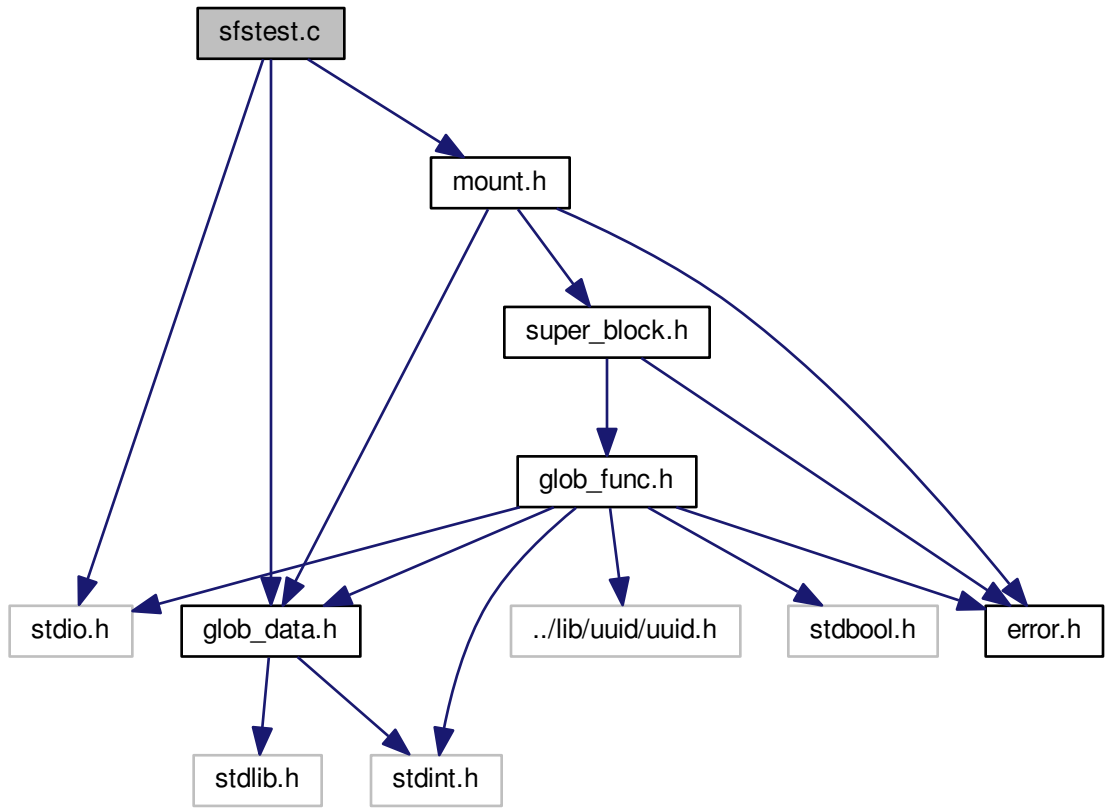 sfstest.c
mount.h
super_block.h
glob_func.h
stdio.h
glob_data.h
../lib/uuid/uuid.h
stdbool.h
error.h
stdlib.h
stdint.h